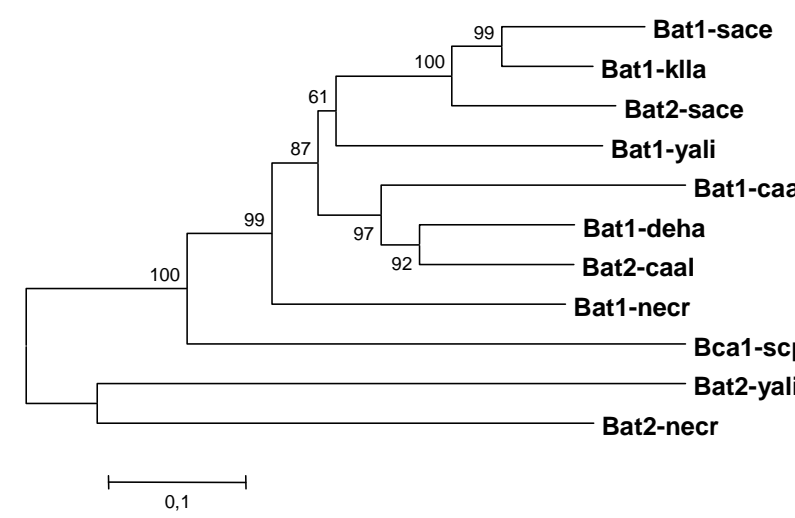 99
Bat1-sace
100
Bat1-klla
61
Bat2-sace
87
Bat1-yali
Bat1-caa
99
97
Bat1-deha
92
Bat2-caal
100
Bat1-necr
Bca1-scp
Bat2-yali
Bat2-necr
0,1